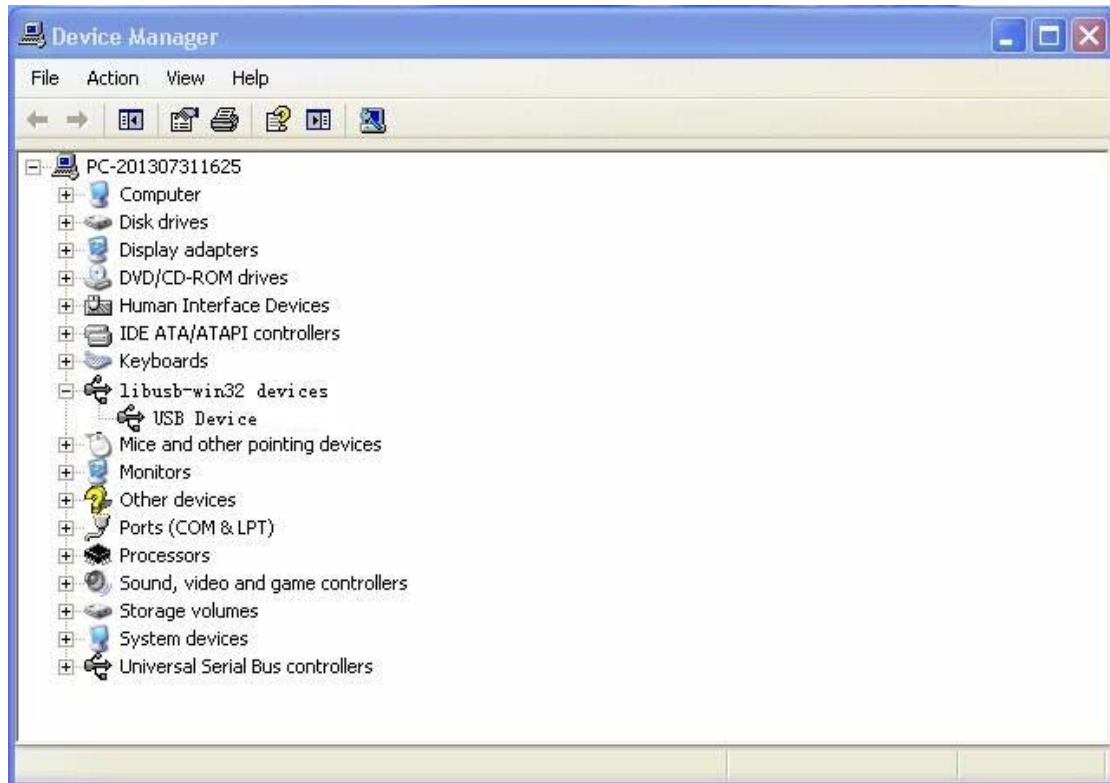 Device Manager
File Action View Help
PC-201307311625
Computer
Disk drives
Display adapters
DVD/CD-ROM drives
Human Interface Devices
IDE ATA/ATAPI controllers
Keyboards
libusb-win32 devices
USB Device
Mice and other pointing devices
Monitors
Other devices
Ports (COM & LPT)
Processors
Sound, video and game controllers
Storage volumes
System devices
Universal Serial Bus controllers